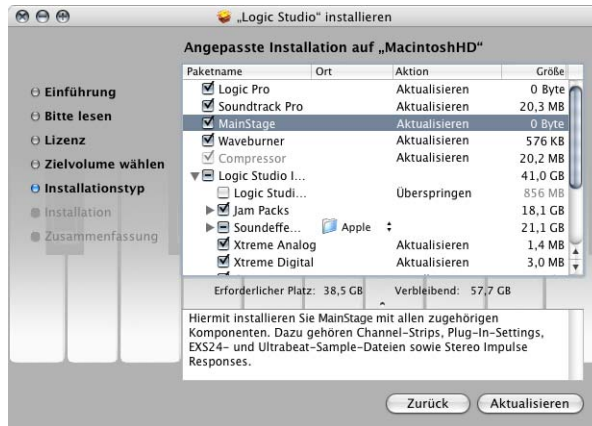 „Logic Studio“ installieren
Angepasste Installation auf „MacintoshHD“
Einführung
Bitte lesen
Lizenz
Zielvolume wählen
Installationstyp
Installation
Zusammenfassung
Paketname Ort Aktion Größe
Logic Pro Aktualisieren 0 Byte
Soundtrack Pro Aktualisieren 20,3 MB
MainStage Aktualisieren 0 Byte
Waveburner Aktualisieren 576 KB
Compressor Aktualisieren 20,2 MB
Logic Studio I... 41,0 GB
Logic Studi... Überspringen 856 MB
Jam Packs 18,1 GB
Soundeffe... Apple 21,1 GB
Xtreme Analog Aktualisieren 1,4 MB
Xtreme Digital Aktualisieren 3,0 MB
Erforderlicher Platz: 38,5 GB Verbleibend: 57,7 GB
Hiermit installieren Sie MainStage mit allen zugehörigen
Komponenten. Dazu gehören Channel-Strips, Plug-In-Settings,
EXS24- und Ultrabeat-Sample-Dateien sowie Stereo Impulse
Responses.
Zurück Aktualisieren